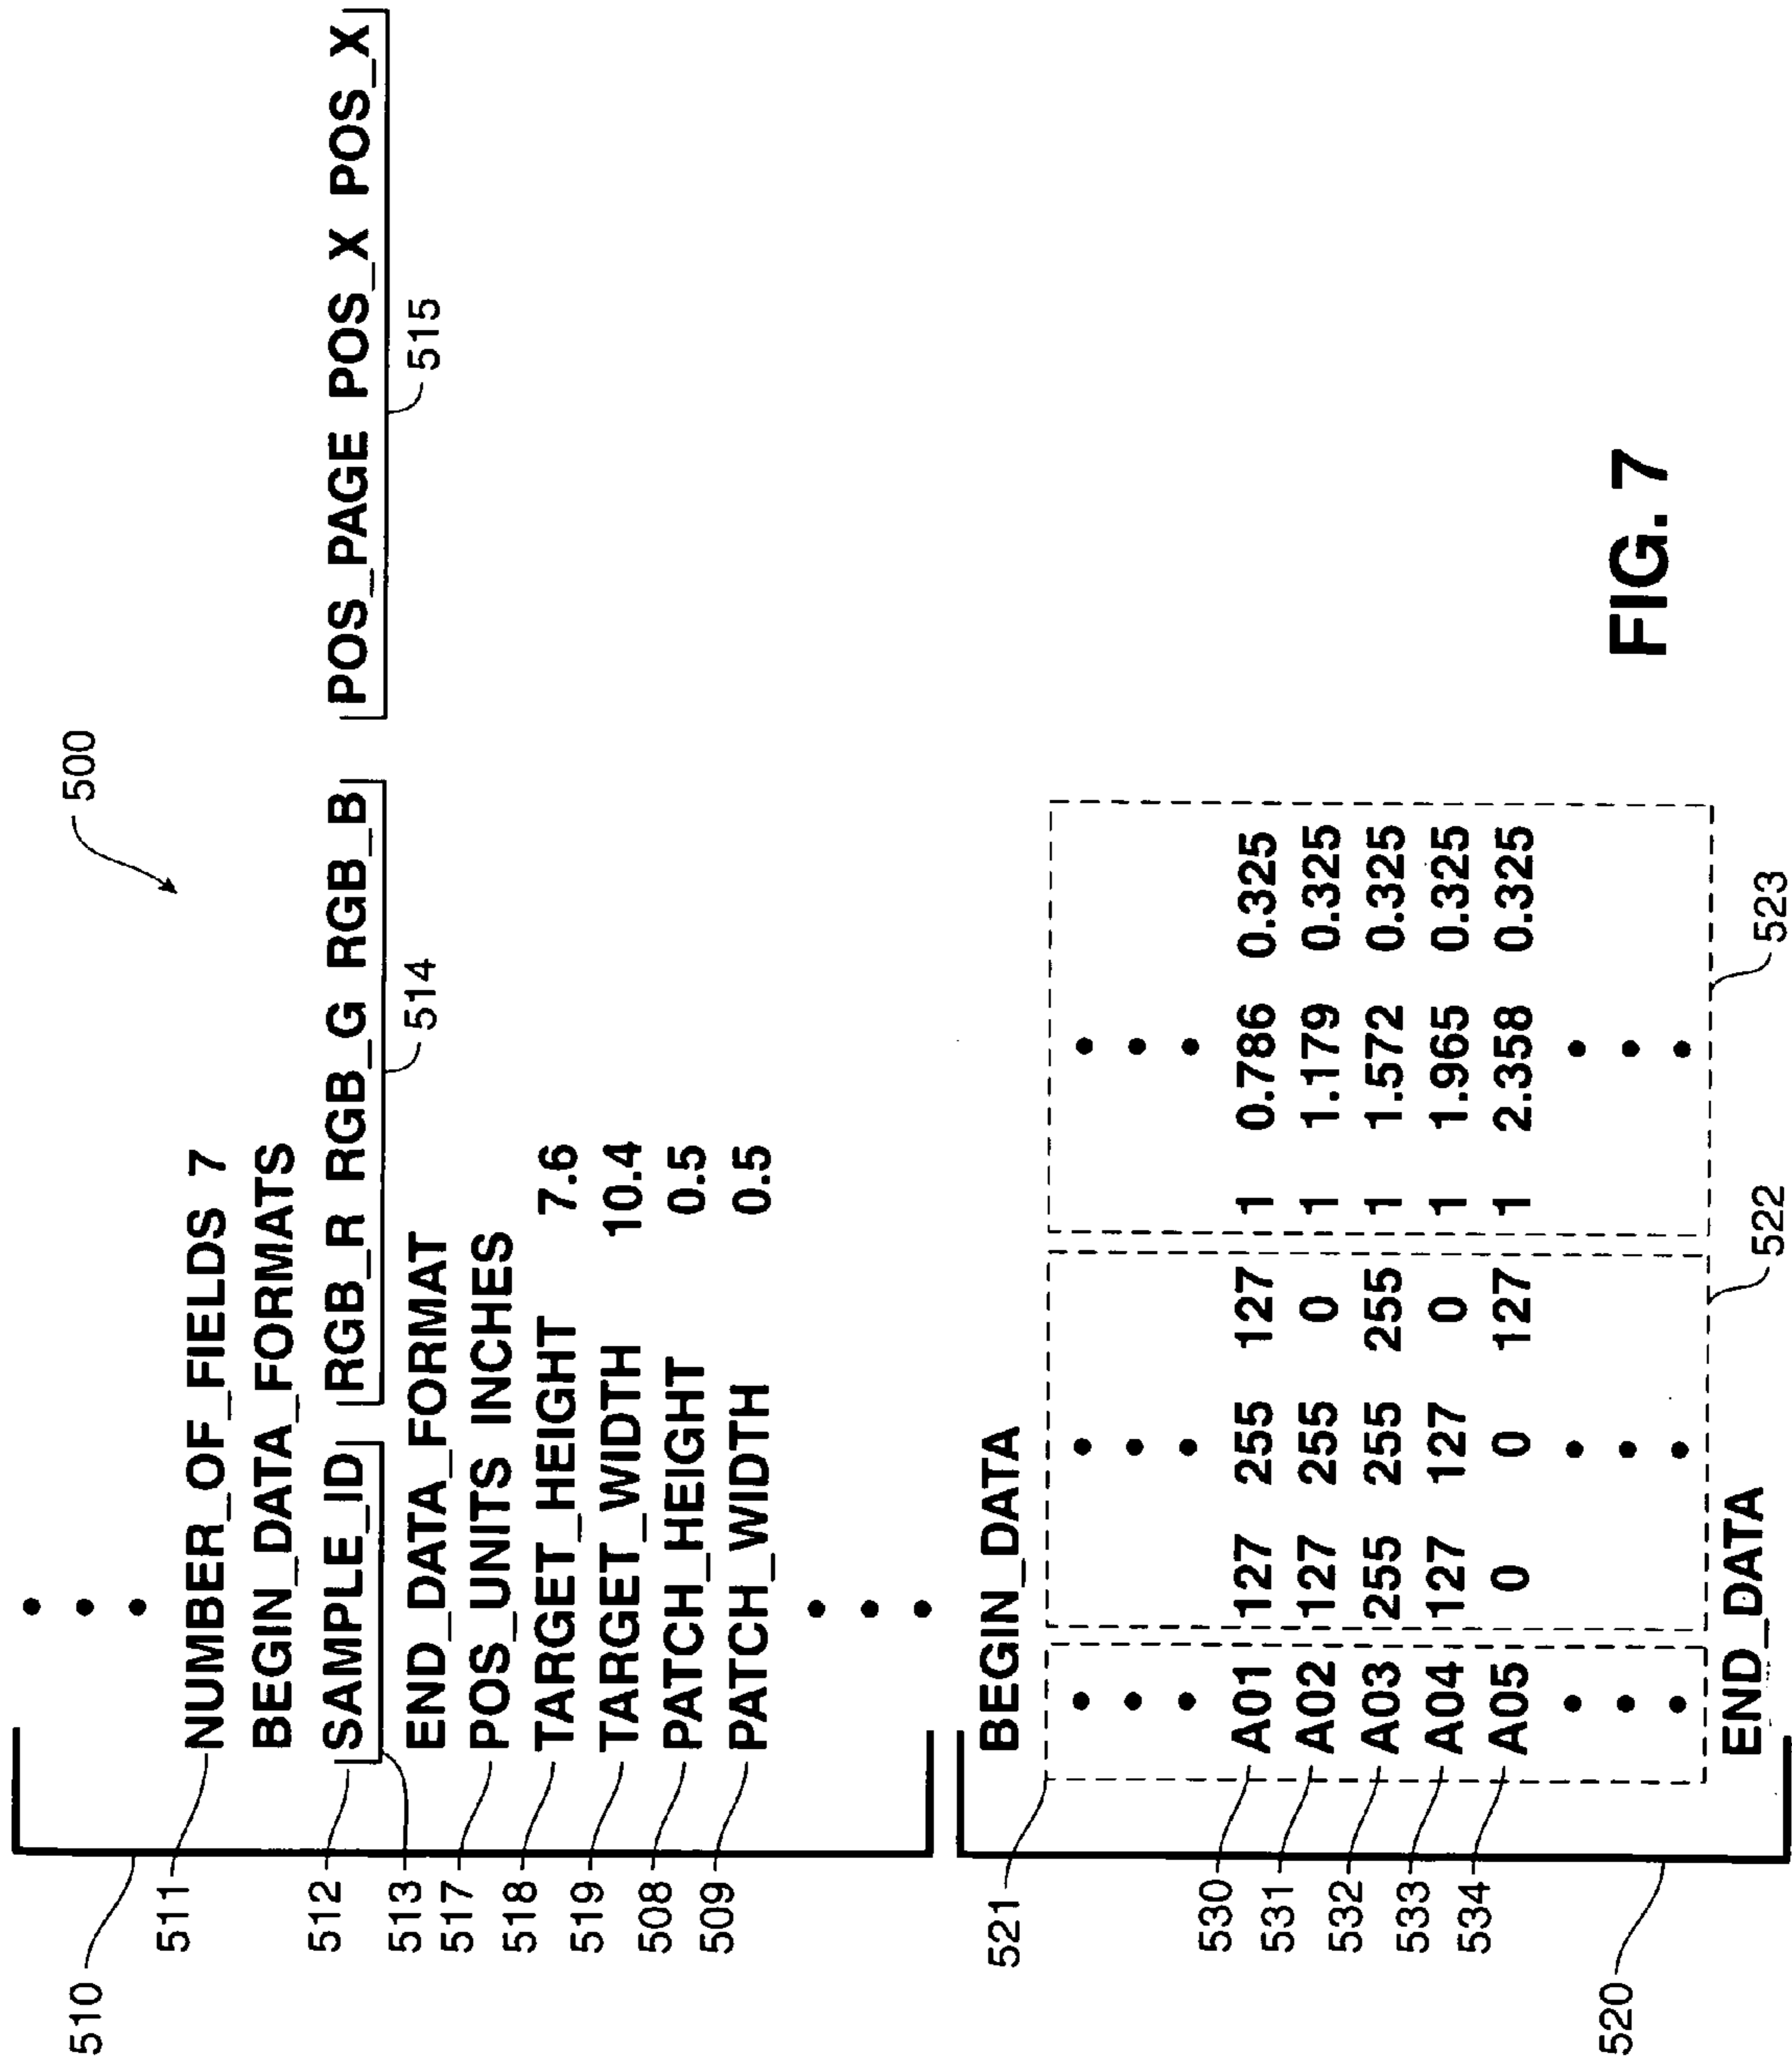 500
510
511 NUMBER_OF_FIELDS 7
BEGIN_DATA_FORMATS
512 SAMPLE_ID RGB_R RGB_G RGB_B POS_PAGE POS_X POS_X
513 514 515
END_DATA_FORMAT
517 POS_UNITS INCHES
518 TARGET_HEIGHT 7.6
519 TARGET_WIDTH 10.4
508 PATCH_HEIGHT 0.5
509 PATCH_WIDTH 0.5
BEGIN_DATA
521
530 A01 127 255 127 1 0.786 0.325
531 A02 127 255 0 1 1.179 0.325
532 A03 255 255 255 1 1.572 0.325
533 A04 127 127 0 1 1.965 0.325
534 A05 0 0 127 1 2.358 0.325
520
END_DATA
522 523
FIG. 7